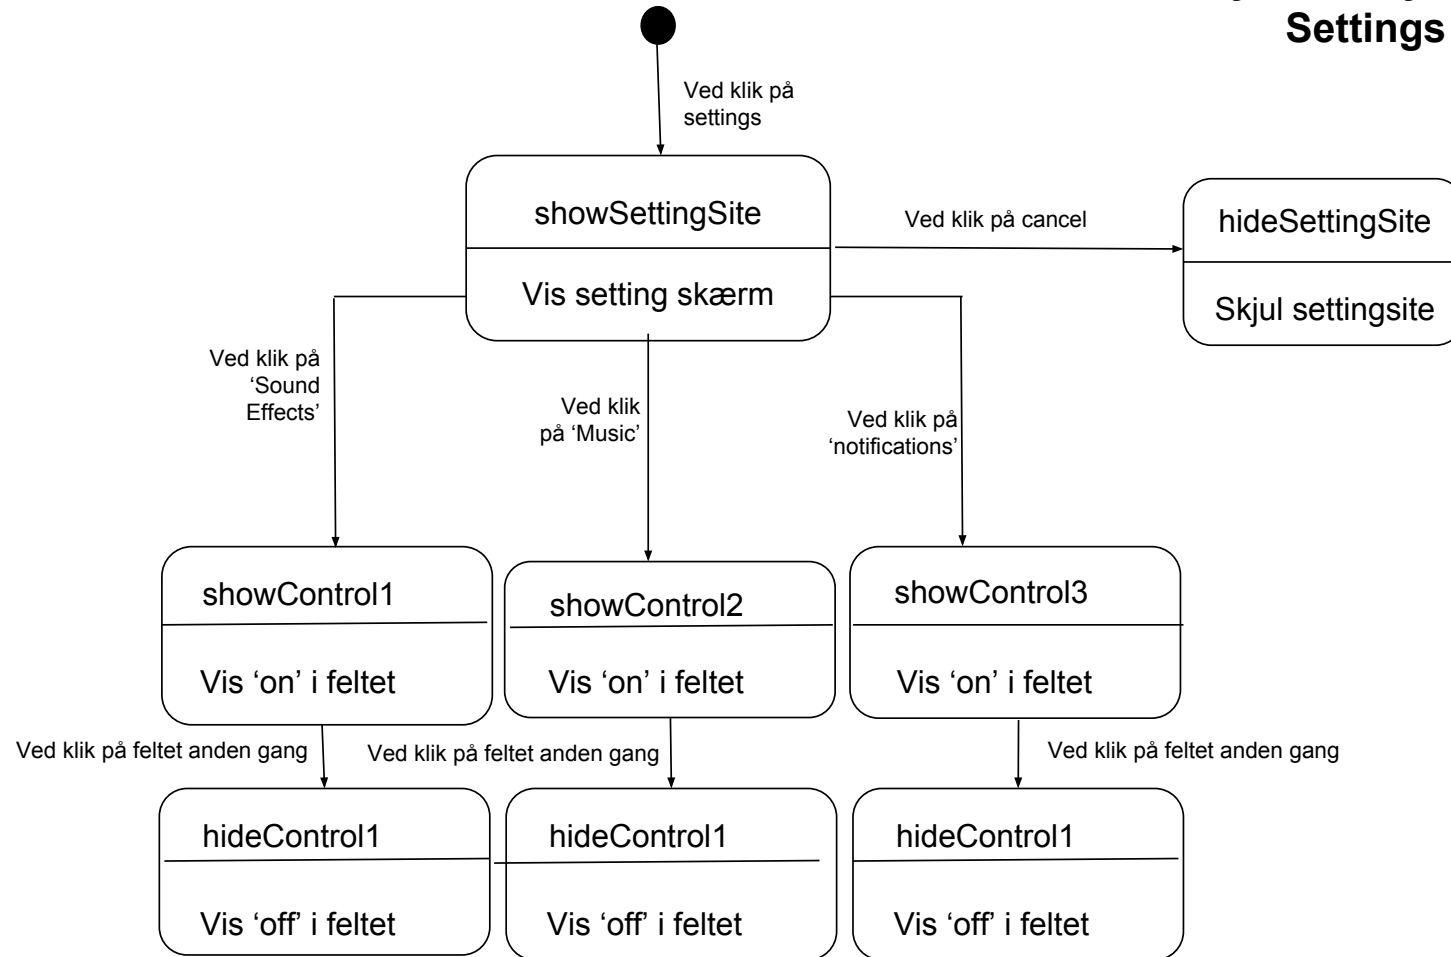 Settings
Ved klik på
settings
showSettingSite
Vis setting skærm
Ved klik på cancel
hideSettingSite
Skjul settingsite
Ved klik på
‘Sound
Effects’
Ved klik
på ‘Music’
Ved klik på
‘notifications’
showControl1
Vis ‘on’ i feltet
showControl2
Vis ‘on’ i feltet
showControl3
Vis ‘on’ i feltet
Ved klik på feltet anden gang
Ved klik på feltet anden gang
Ved klik på feltet anden gang
hideControl1
Vis ‘off’ i feltet
hideControl1
Vis ‘off’ i feltet
hideControl1
Vis ‘off’ i feltet